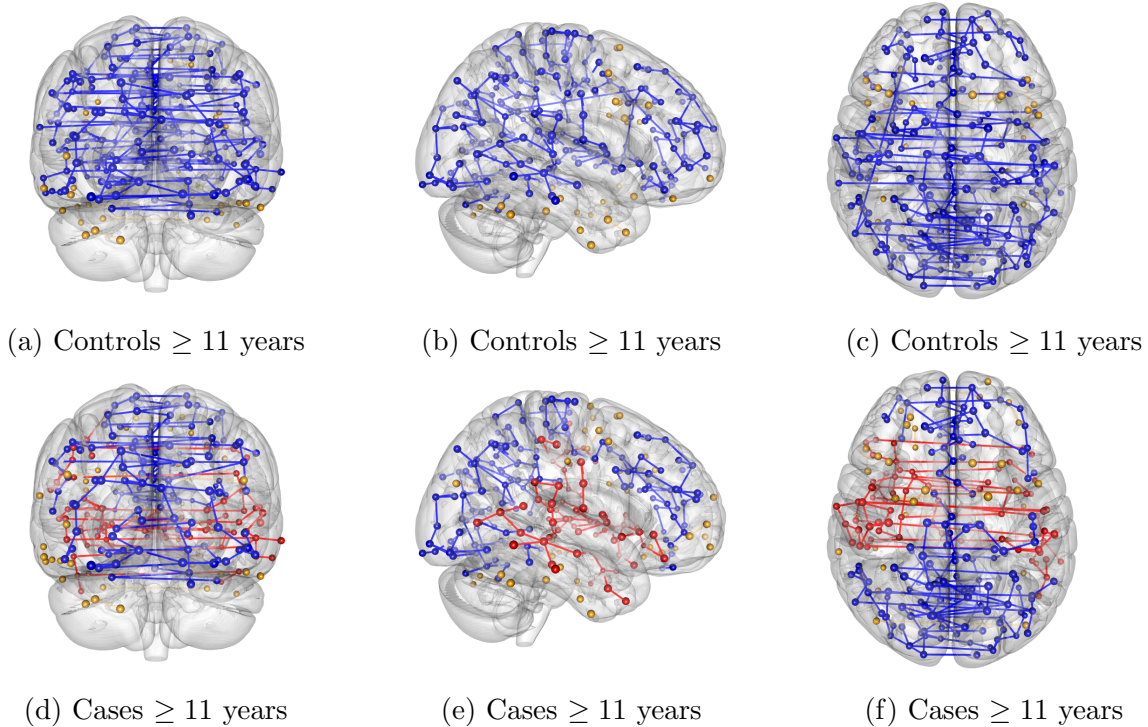 (a) Controls ≥ 11 years
(b) Controls ≥ 11 years
(c) Controls ≥ 11 years
(d) Cases ≥ 11 years
(e) Cases ≥ 11 years
(f) Cases ≥ 11 years